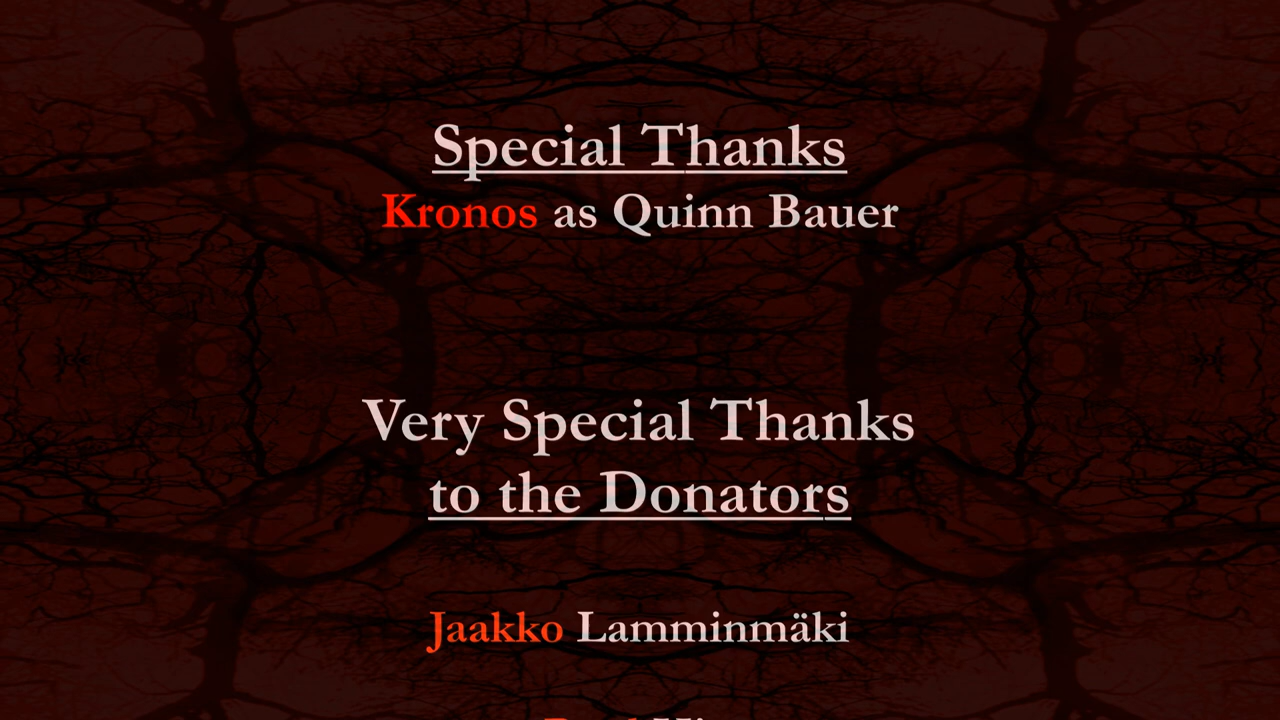 Special Thanks
Kronos as Quinn Bauer
Very Special Thanks
to the Donators
Jaakko Lamminmäki